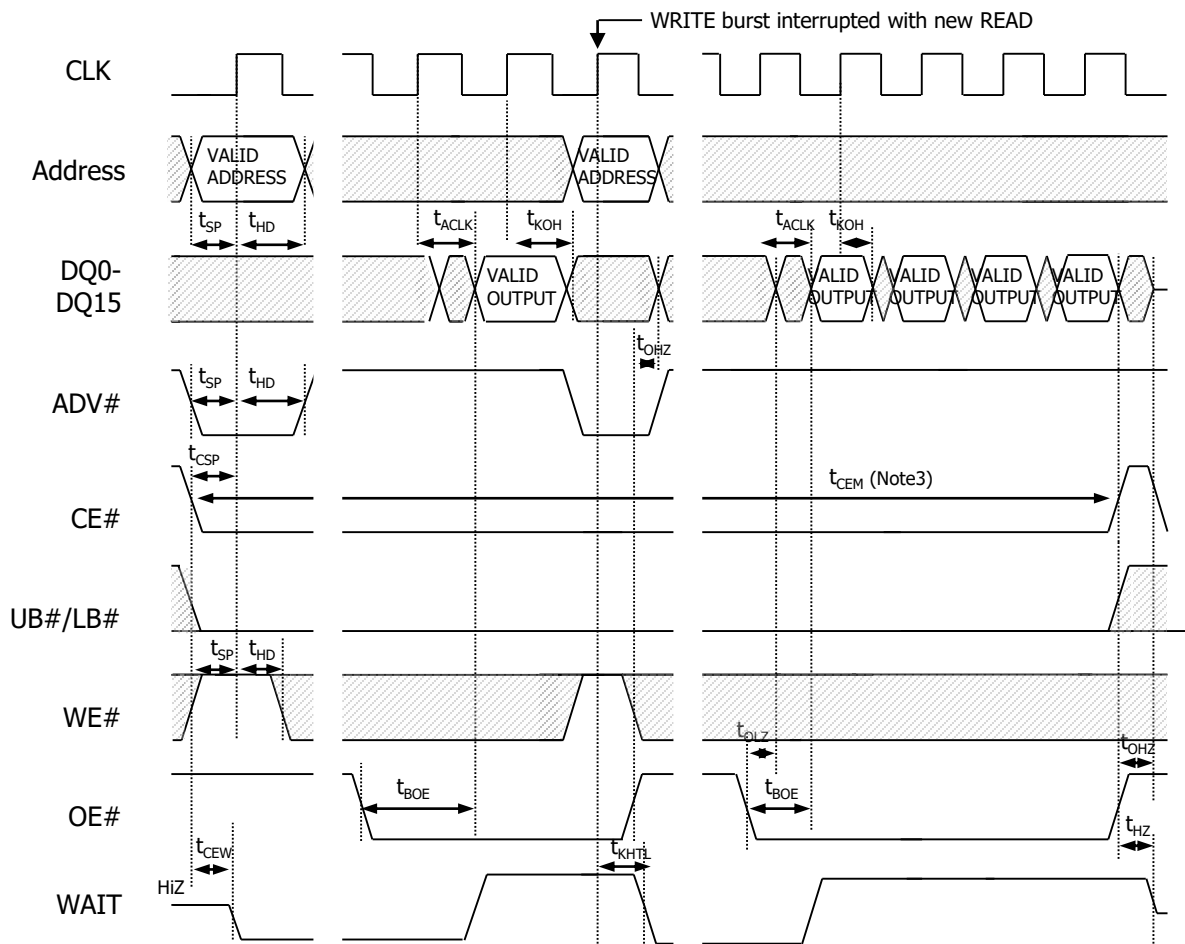 WRITE burst interrupted with new READ
CLK
Address
VALID
ADDRESS
VALID
ADDRESS
tSP
tHD
tACLK
tKOH
tACLK
tKOH
DQ0-
DQ15
VALID
OUTPUT
VALID
OUTPUT
VALID
OUTPUT
VALID
OUTPUT
VALID
OUTPUT
tOHZ
ADV#
tSP
tHD
tCSP
CE#
tCEM (Note3)
UB#/LB#
tSP
tHD
WE#
tOLZ
tOHZ
OE#
tBOE
tBOE
tCEW
tKHTL
tHZ
HiZ
WAIT